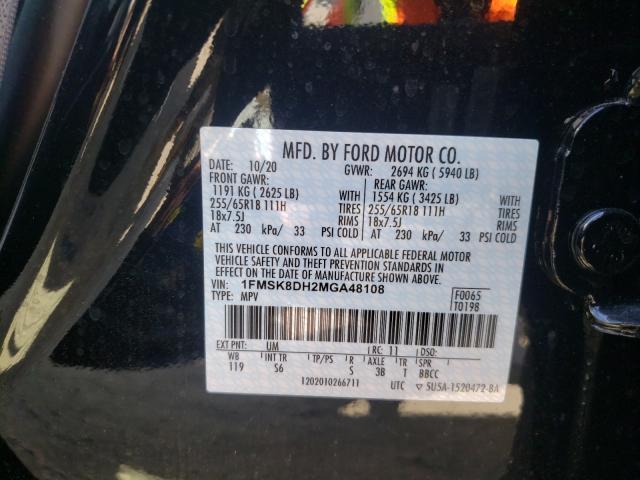 MFD. BY FORD MOTOR CO.
DATE: 10/20 GVWR: 2694 KG ( 5940 LB)
FRONT GAWR: REAR GAWR:
1191 KG ( 2625 LB) WITH 1554 KG ( 3425 LB) WITH
255/65R18 111H TIRES 255/65R18 111H TIRES
18x7.5J RIMS 18x7.5J RIMS
AT 230 kPa/ 33 PSI COLD AT 230 kPa/ 33 PSI COLD
THIS VEHICLE CONFORMS TO ALL APPLICABLE FEDERAL MOTOR
VEHICLE SAFETY AND THEFT PREVENTION STANDARDS IN
EFFECT ON THE DATE OF MANUFACTURE SHOWN ABOVE.
VIN: 1FMSK8DH2MGA48108
TYPE: MPV
F0065
T0198
EXT PNT: UM RC: 11 DSO:
WB INT TR TP/PS R AXLE TR SPR
119 S6 S 3B T BBCC
1202010266711 UTC ▽ 5U5A-1520472-BA